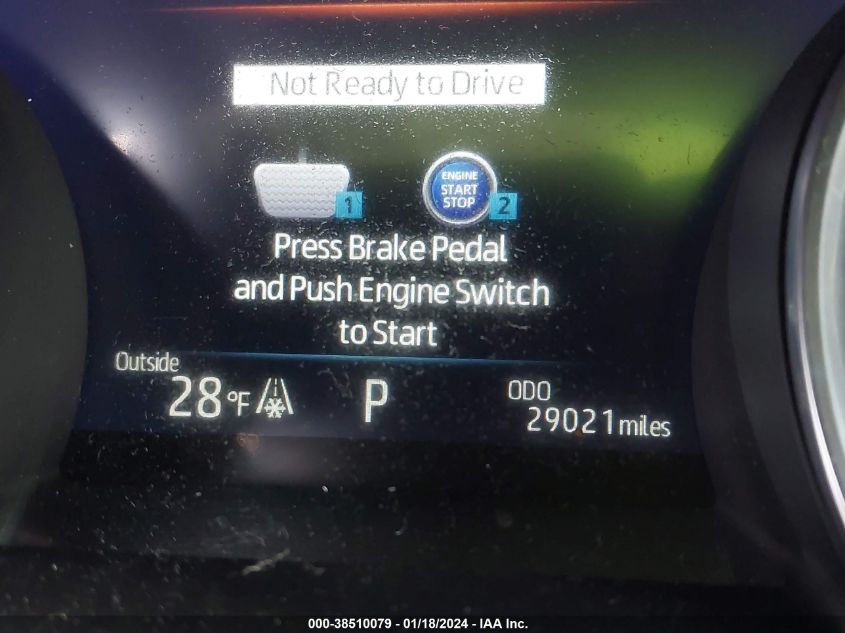 Not Ready to Drive
ENGINE
START
STOP
1
2
Press Brake Pedal
and Push Engine Switch
to Start
Outside
28°F
P
ODO
29021 miles
000-38510079 - 01/18/2024 - IAA Inc.